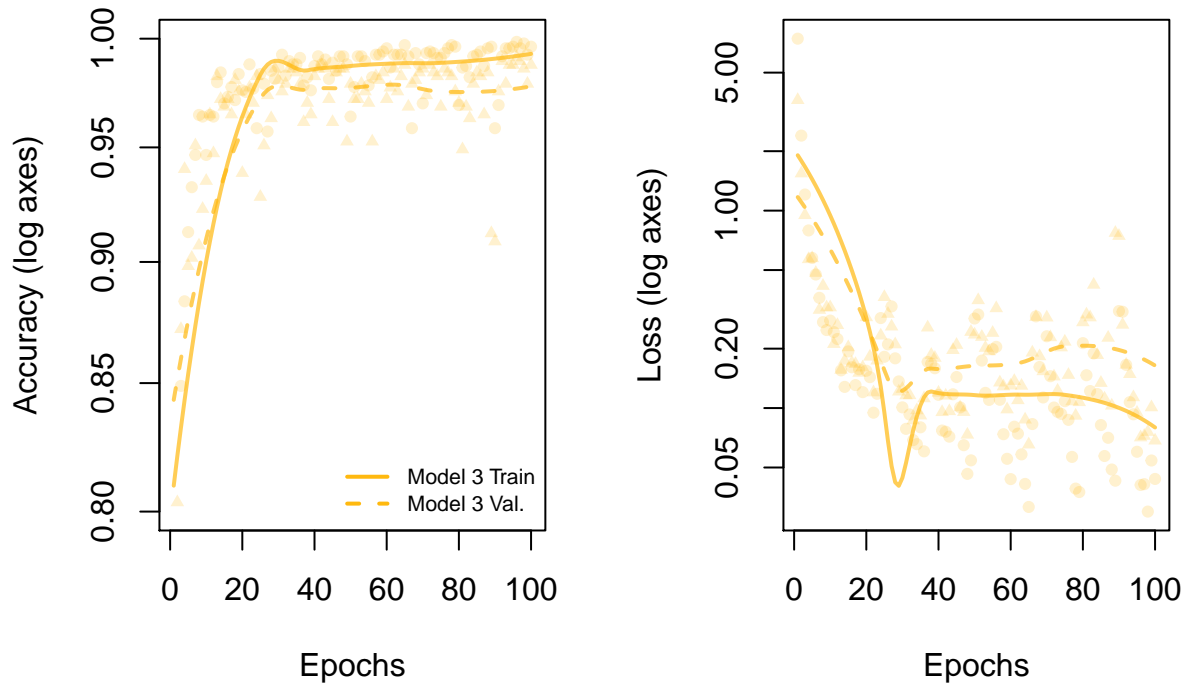 Accuracy (log axes)
1.00
0.95
0.90
0.85
0.80
Model 3 Train
Model 3 Val.
0 20 40 60 80 100
Epochs
Loss (log axes)
5.00
1.00
0.20
0.05
0 20 40 60 80 100
Epochs